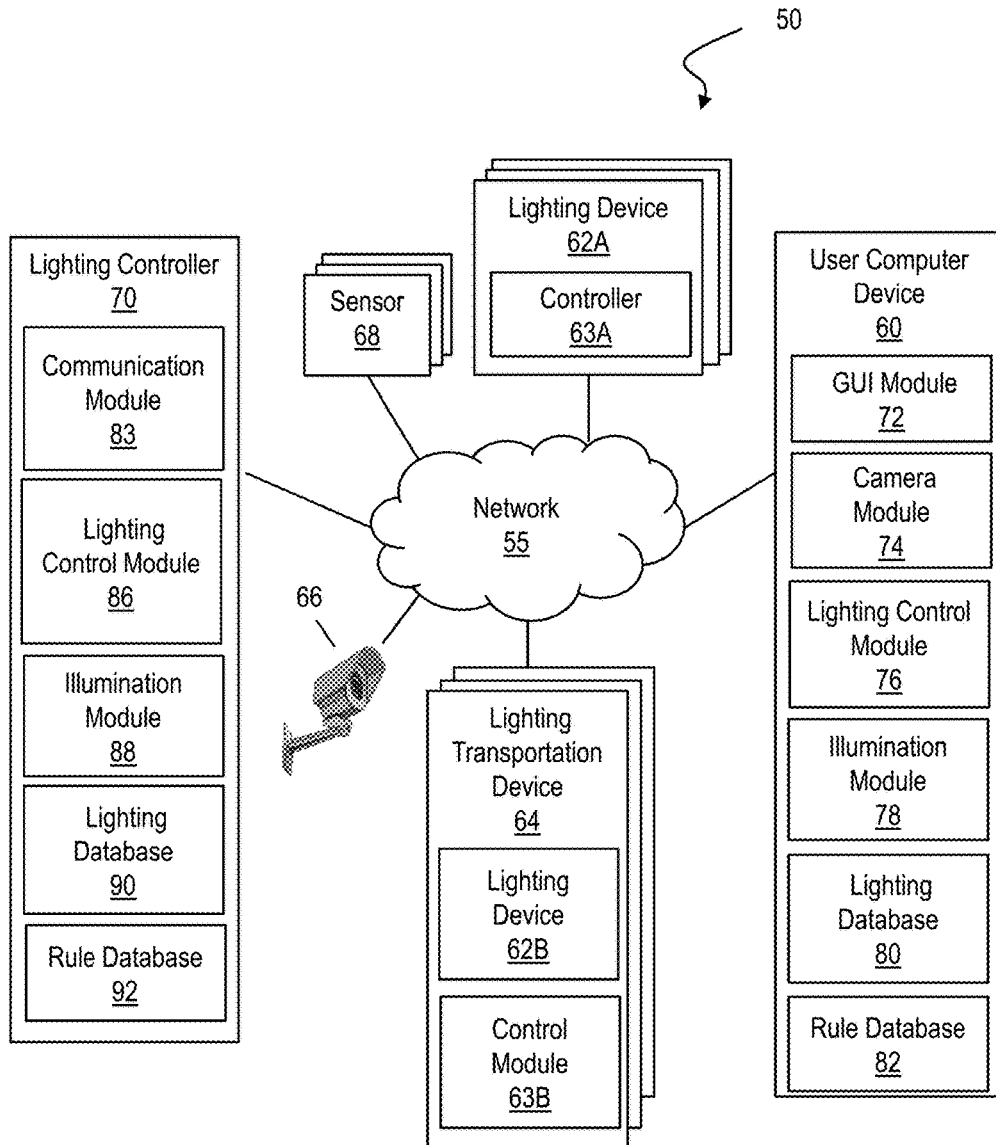 50
Lighting Controller
70
Communication
Module
83
Lighting
Control Module
86
Illumination
Module
88
Lighting
Database
90
Rule Database
92
Sensor
68
Lighting Device
62A
Controller
63A
Network
55
66
Lighting
Transportation
Device
64
Lighting
Device
62B
Control
Module
63B
User Computer
Device
60
GUI Module
72
Camera
Module
74
Lighting Control
Module
76
Illumination
Module
78
Lighting
Database
80
Rule Database
82